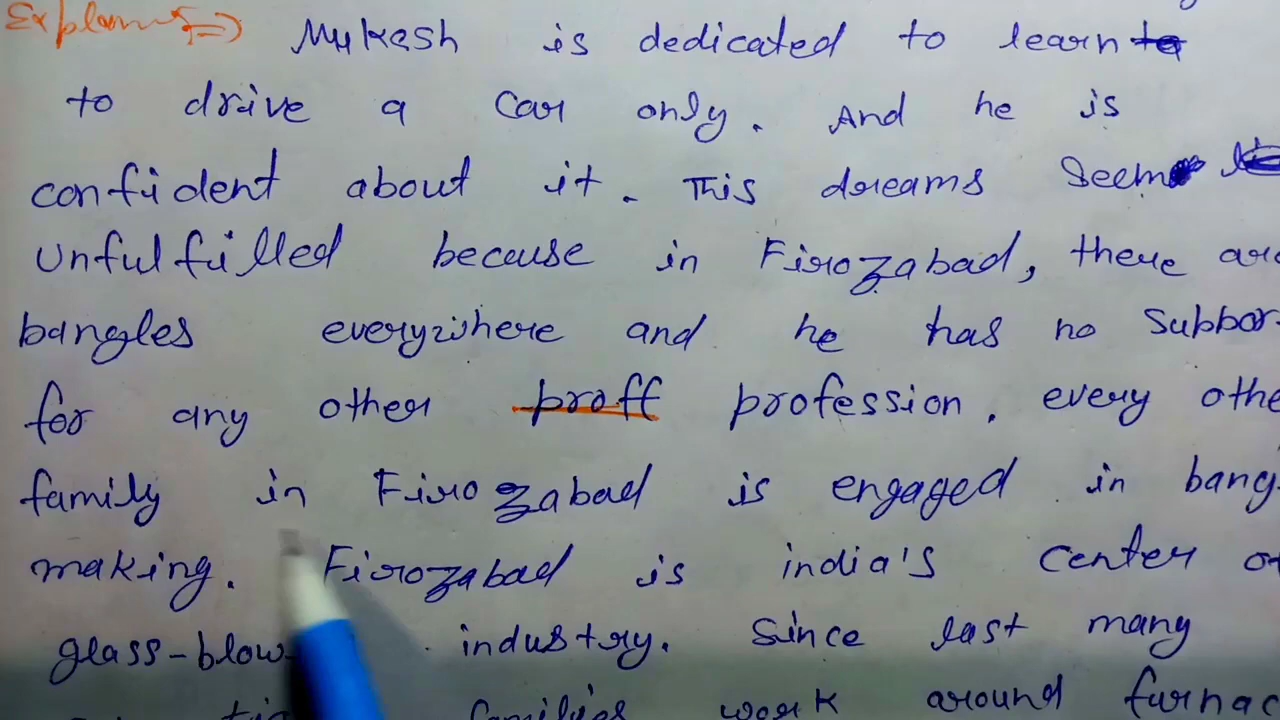 Mukesh is dedicated to learn
to drive a car only. And he is
confident about it. This dreams Seem
Unfulfilled because in Firozabad, there are
bangles everywhere and he has no
for any other proff profession. every othe
family in Firozabad is engaged in bang
making. Firozabad is india's center of
glass-blow industry. Since last many
families work around furnac